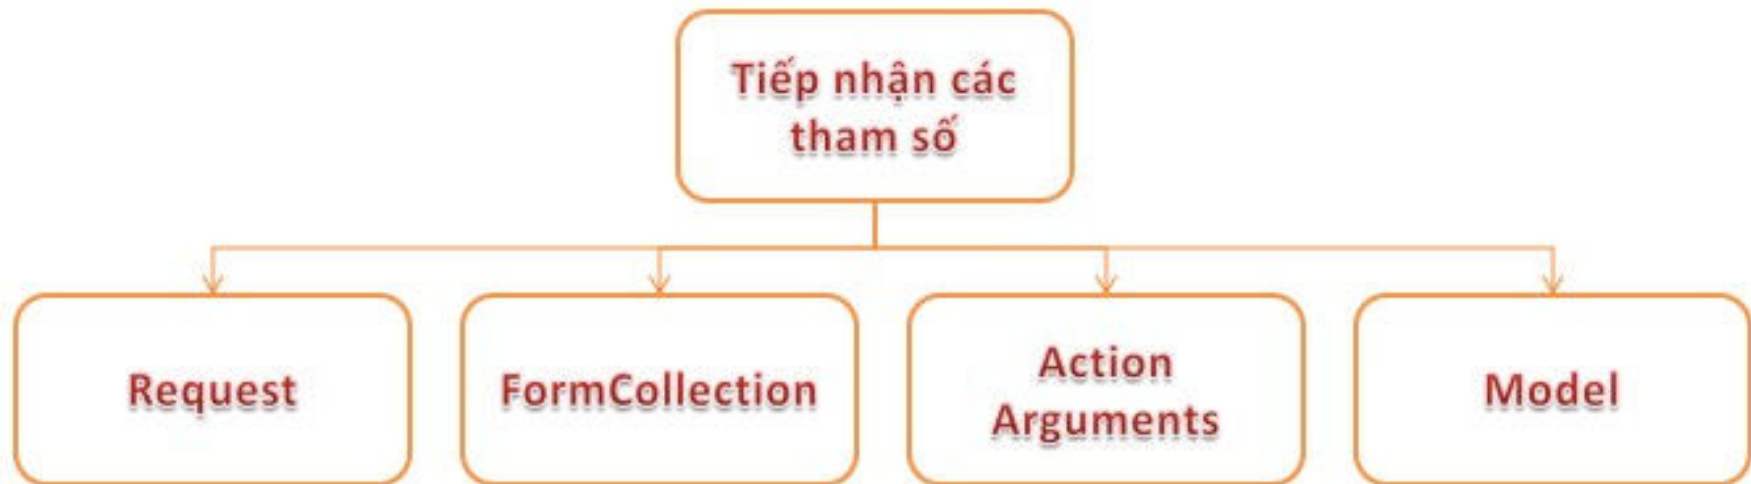 Tiếp nhận các
tham số
Request
FormCollection
Action
Arguments
Model